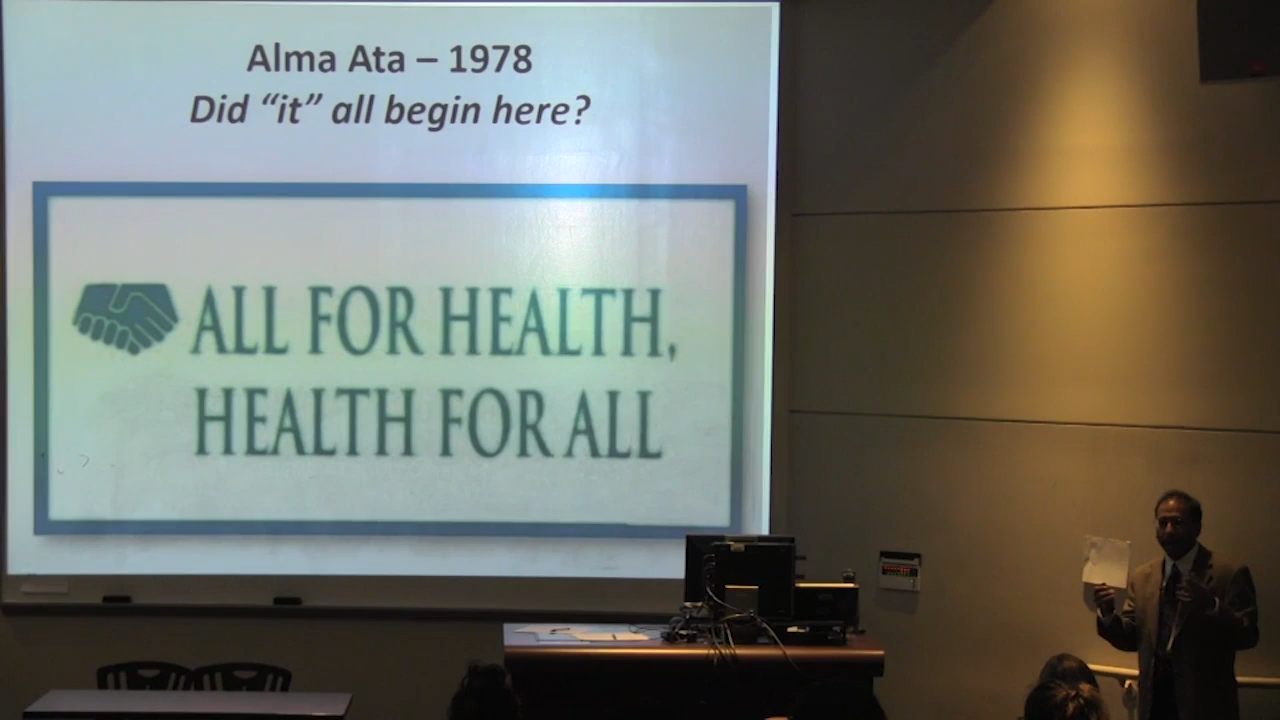 Alma Ata – 1978
Did “it” all begin here?
ALL FOR HEALTH,
HEALTH FOR ALL